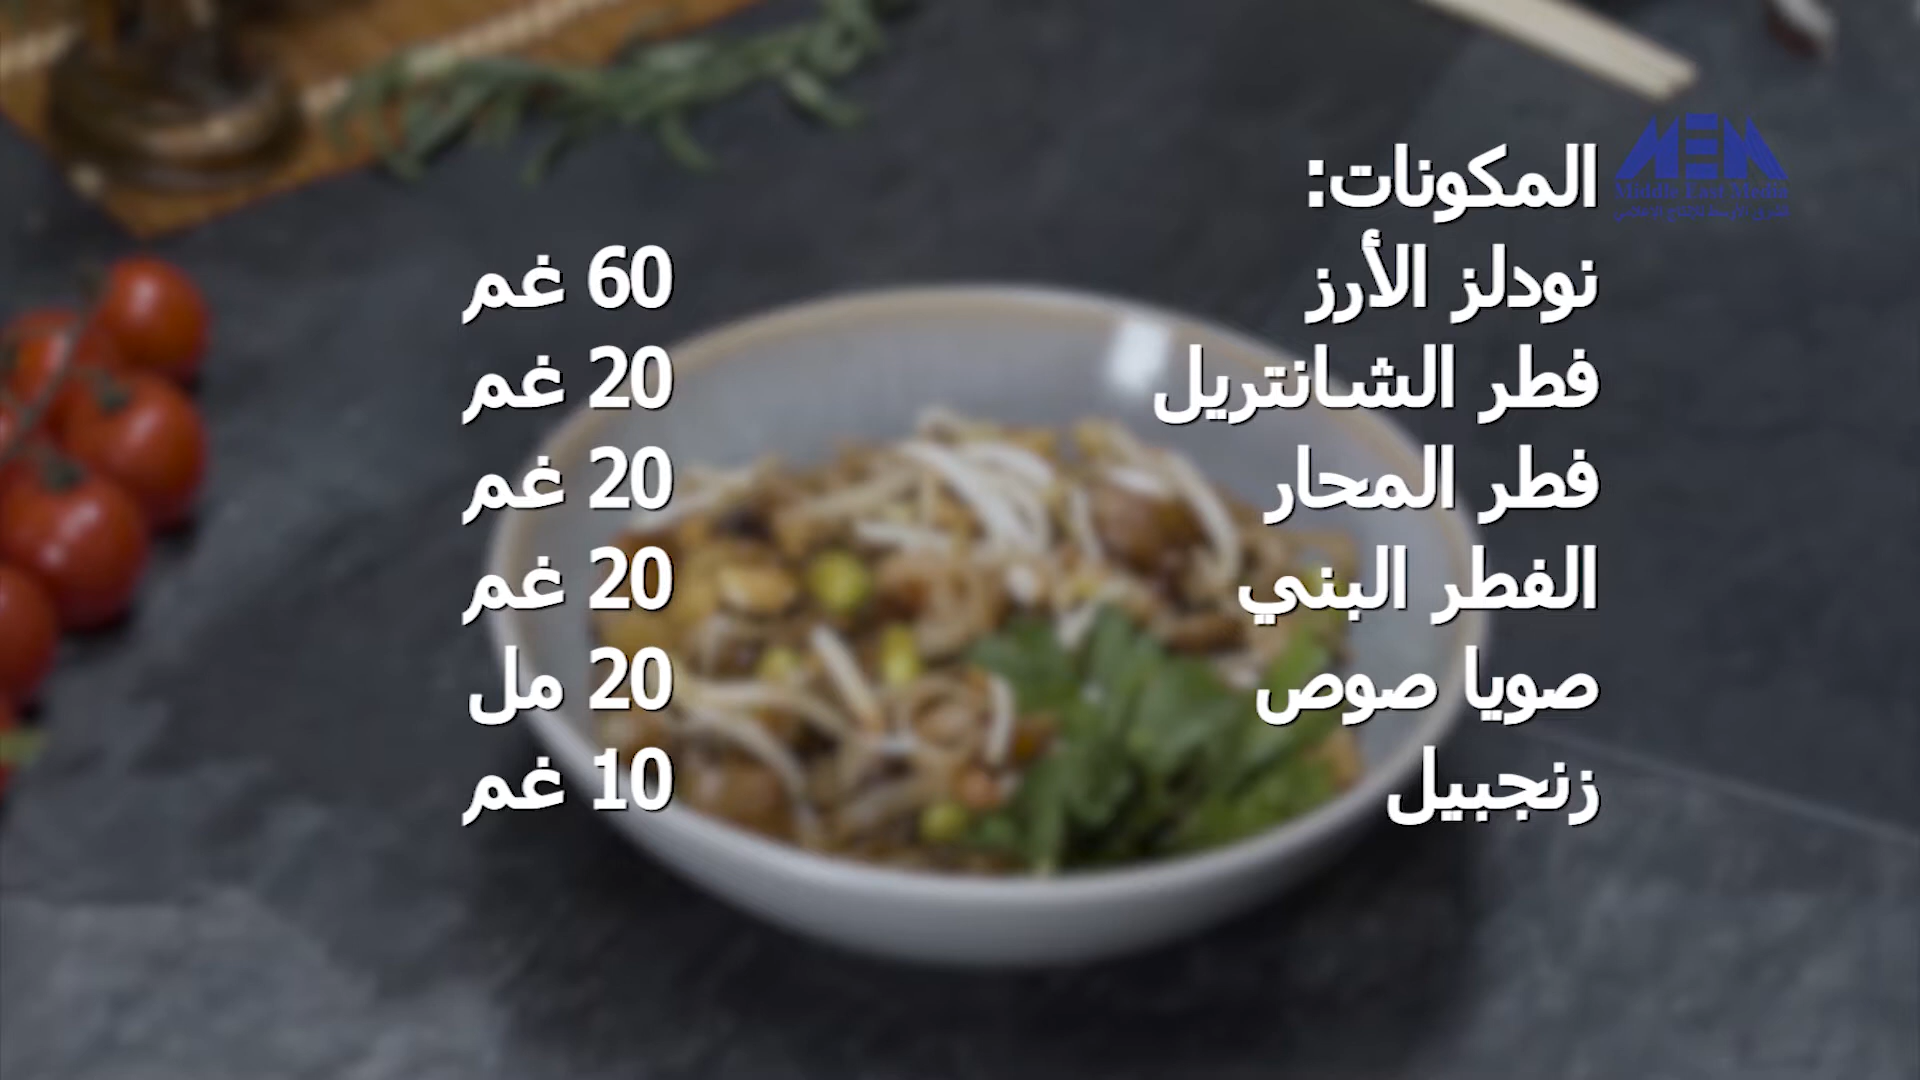 المكونات:
نودلز الأرز 60 غم
فطر الشانتريل 20 غم
فطر المحار 20 غم
الفطر البني 20 غم
صويا صوص 20 مل
زنجبيل 10 غم
MEM
Middle East Media